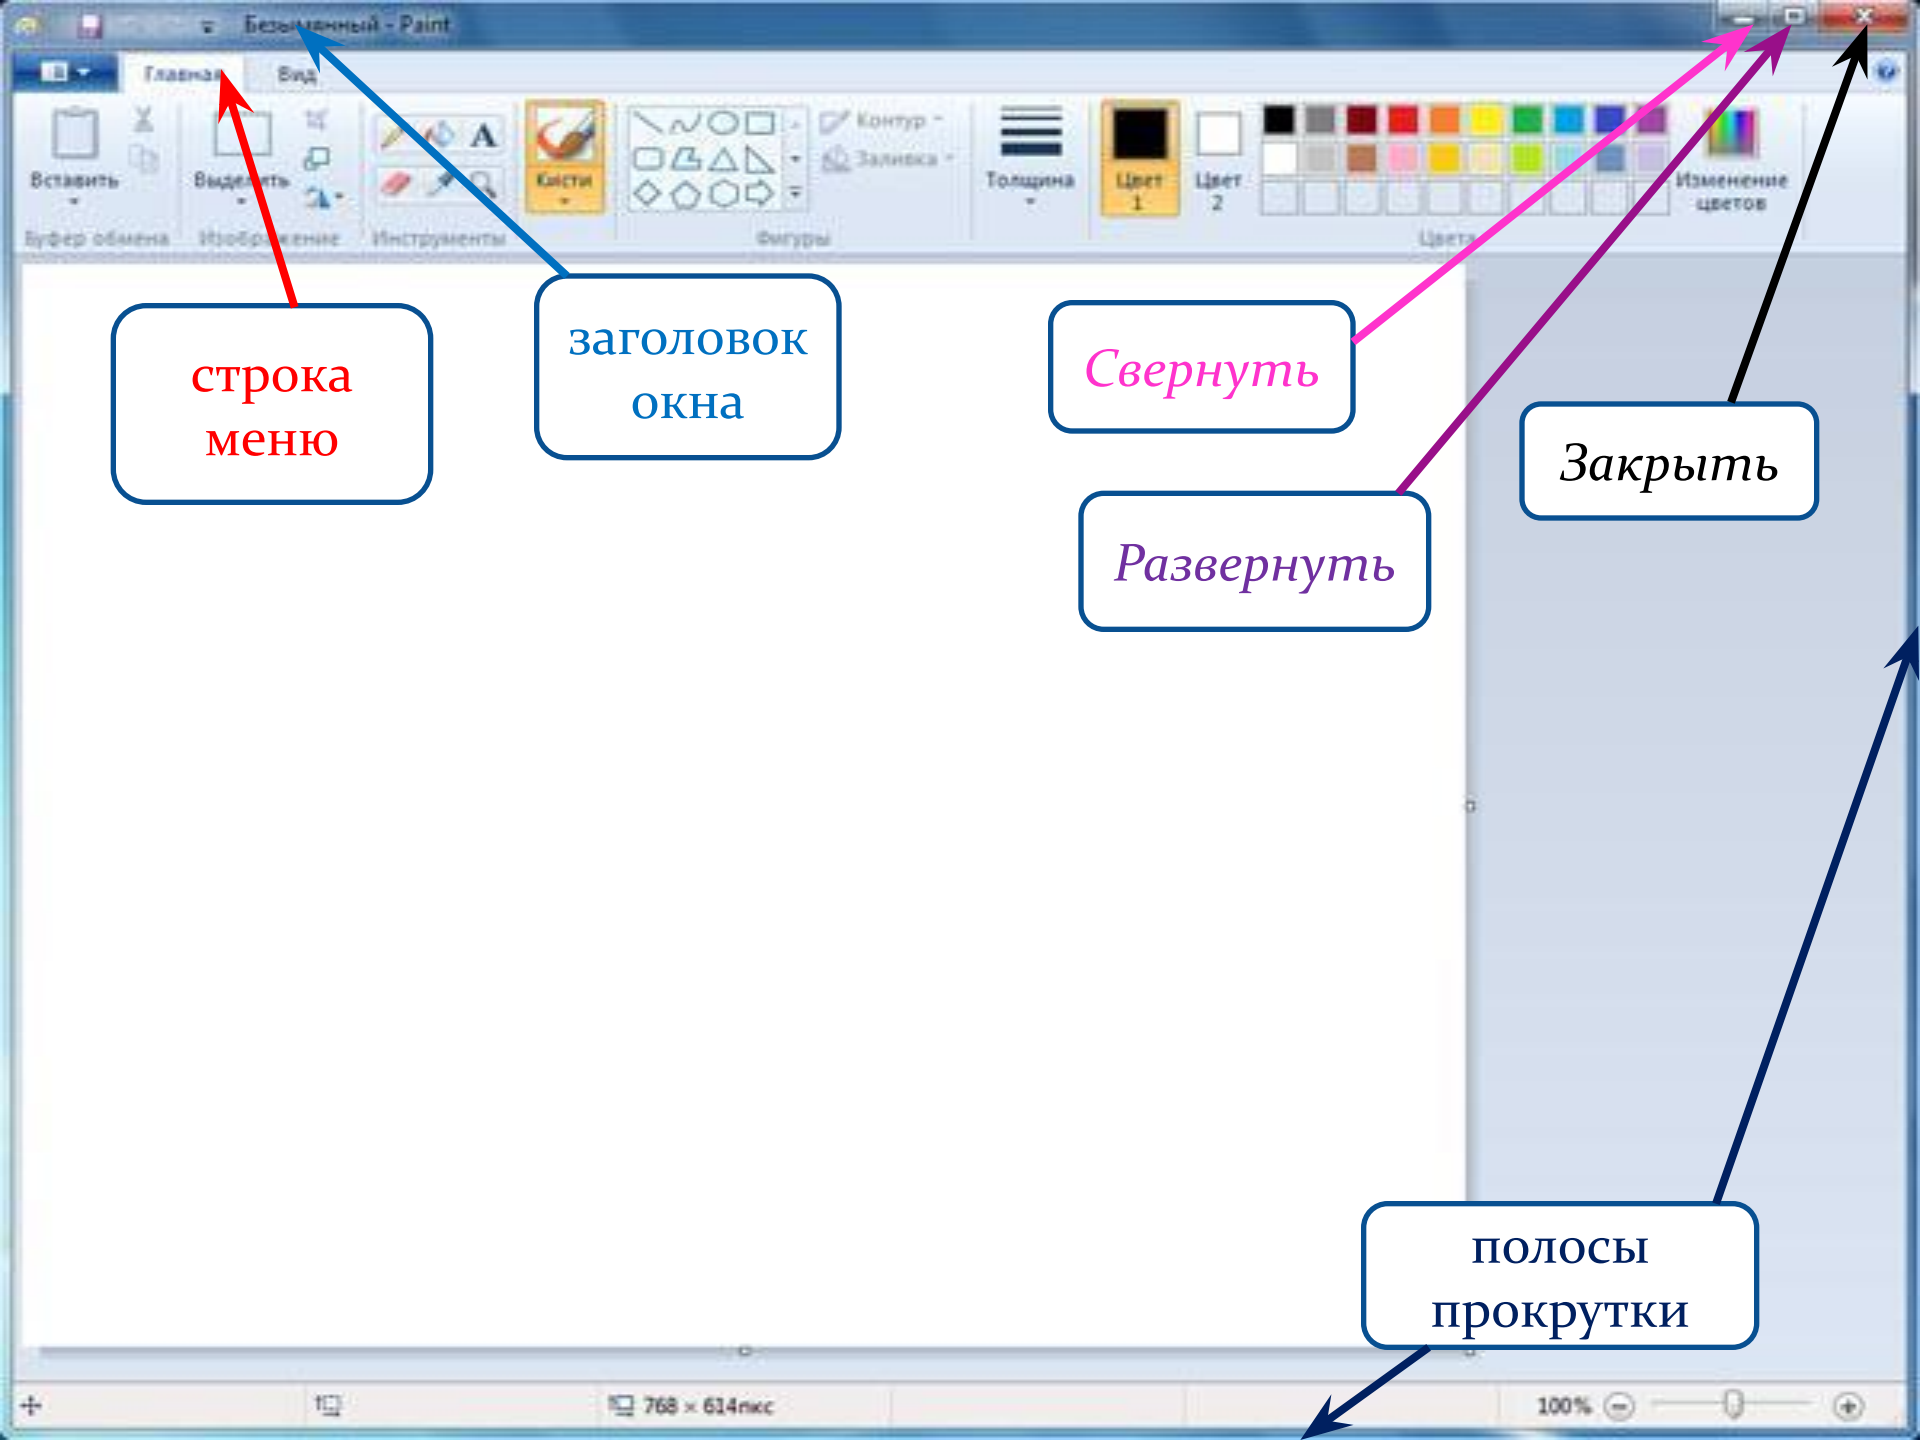 Безымянный - Paint
Главная Вид
Вставить
Выделить
A
Кисти
Контур
Заливка
Толщина
Цвет
1
Цвет
2
Изменение
цветов
Буфер обмена
Изображение
Инструменты
Фигуры
Цвета
строка
меню
заголовок
окна
Свернуть
Развернуть
Закрыть
полосы
прокрутки
768 × 614пкс
100%